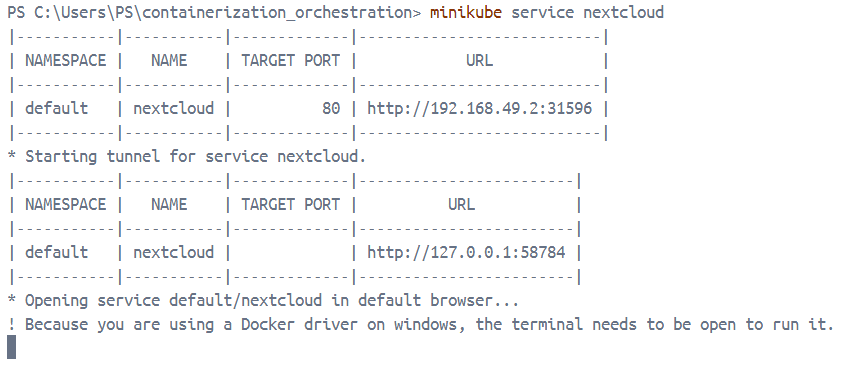 PS C:\Users\PS\containerization_orchestration> minikube service nextcloud
|-----------|-----------|-------------|---------------------------|
| NAMESPACE |   NAME    | TARGET PORT |            URL            |
|-----------|-----------|-------------|---------------------------|
| default   | nextcloud |          80 | http://192.168.49.2:31596 |
|-----------|-----------|-------------|---------------------------|
* Starting tunnel for service nextcloud.
|-----------|-----------|-------------|------------------------|
| NAMESPACE |   NAME    | TARGET PORT |          URL           |
|-----------|-----------|-------------|------------------------|
| default   | nextcloud |             | http://127.0.0.1:58784 |
|-----------|-----------|-------------|------------------------|
* Opening service default/nextcloud in default browser...
! Because you are using a Docker driver on windows, the terminal needs to be open to run it.